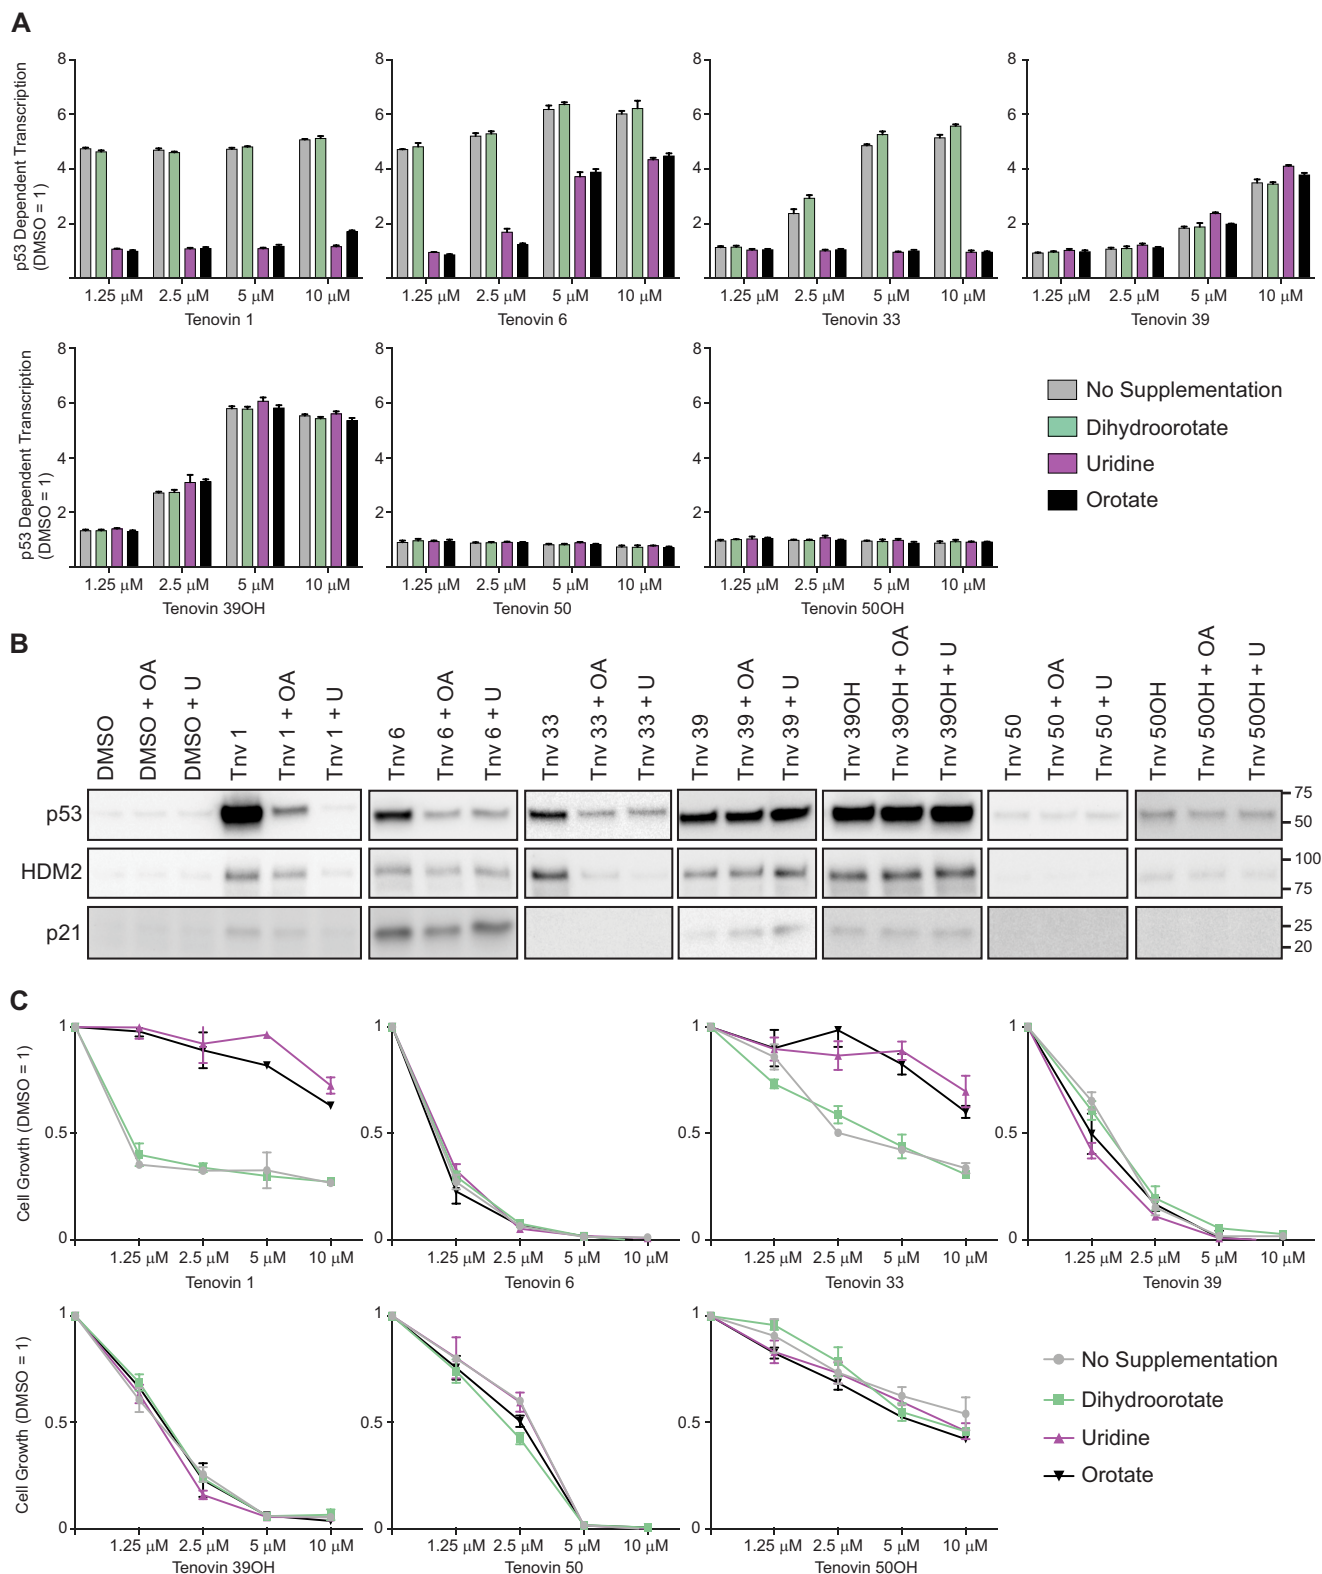 A
p53 Dependent Transcription
(DMSO = 1)
8
6
4
2
1.25 µM 2.5 µM 5 µM 10 µM
Tenovin 1
8
6
4
2
1.25 µM 2.5 µM 5 µM 10 µM
Tenovin 6
8
6
4
2
1.25 µM 2.5 µM 5 µM 10 µM
Tenovin 33
8
6
4
2
1.25 µM 2.5 µM 5 µM 10 µM
Tenovin 39
p53 Dependent Transcription
(DMSO = 1)
8
6
4
2
1.25 µM 2.5 µM 5 µM 10 µM
Tenovin 39OH
8
6
4
2
1.25 µM 2.5 µM 5 µM 10 µM
Tenovin 50
8
6
4
2
1.25 µM 2.5 µM 5 µM 10 µM
Tenovin 50OH
No Supplementation
Dihydroorotate
Uridine
Orotate
B
DMSO
DMSO + OA
DMSO + U
Tnv 1
Tnv 1 + OA
Tnv 1 + U
Tnv 6
Tnv 6 + OA
Tnv 6 + U
Tnv 33
Tnv 33 + OA
Tnv 33 + U
Tnv 39
Tnv 39 + OA
Tnv 39 + U
Tnv 39OH
Tnv 39OH + OA
Tnv 39OH + U
Tnv 50
Tnv 50 + OA
Tnv 50 + U
Tnv 50OH
Tnv 50OH + OA
Tnv 50OH + U
p53
75
50
HDM2
100
75
p21
25
20
C
Cell Growth (DMSO = 1)
1
0.5
0
1.25 µM 2.5 µM 5 µM 10 µM
Tenovin 1
1
0.5
0
1.25 µM 2.5 µM 5 µM 10 µM
Tenovin 6
1
0.5
0
1.25 µM 2.5 µM 5 µM 10 µM
Tenovin 33
1
0.5
0
1.25 µM 2.5 µM 5 µM 10 µM
Tenovin 39
Cell Growth (DMSO = 1)
1
0.5
0
1.25 µM 2.5 µM 5 µM 10 µM
Tenovin 39OH
1
0.5
0
1.25 µM 2.5 µM 5 µM 10 µM
Tenovin 50
1
0.5
0
1.25 µM 2.5 µM 5 µM 10 µM
Tenovin 50OH
No Supplementation
Dihydroorotate
Uridine
Orotate